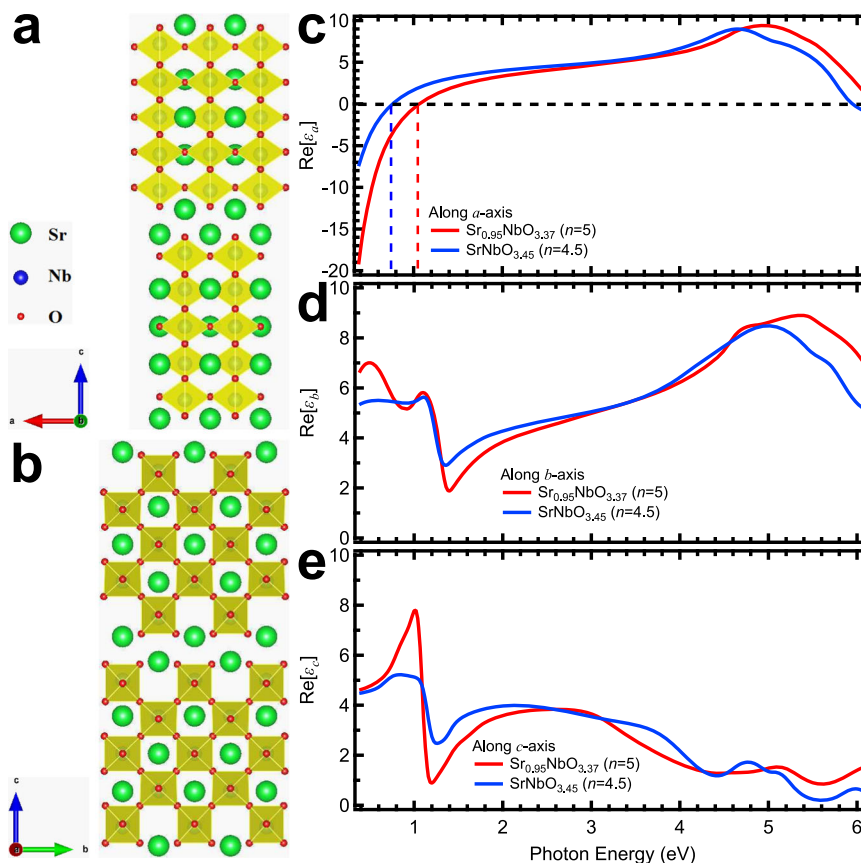 a
Sr
Nb
O
c
a
b
b
c
a
b
c
10
5
0
-5
-10
-15
-20
Re[εa]
Along a-axis
Sr0.95NbO3.37 (n=5)
SrNbO3.45 (n=4.5)
d
10
8
6
4
2
0
Re[εb]
Along b-axis
Sr0.95NbO3.37 (n=5)
SrNbO3.45 (n=4.5)
e
10
8
6
4
2
0
Re[εc]
Along c-axis
Sr0.95NbO3.37 (n=5)
SrNbO3.45 (n=4.5)
1 2 3 4 5 6
Photon Energy (eV)